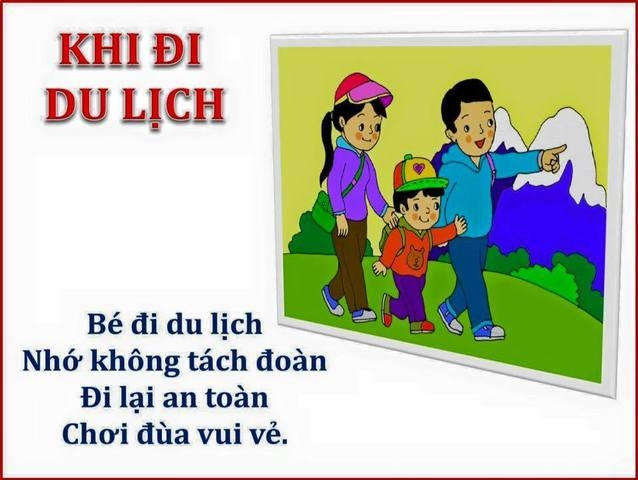 KHI ĐI
DU LỊCH
Bé đi du lịch
Nhớ không tách đoàn
Đi lại an toàn
Chơi đùa vui vẻ.